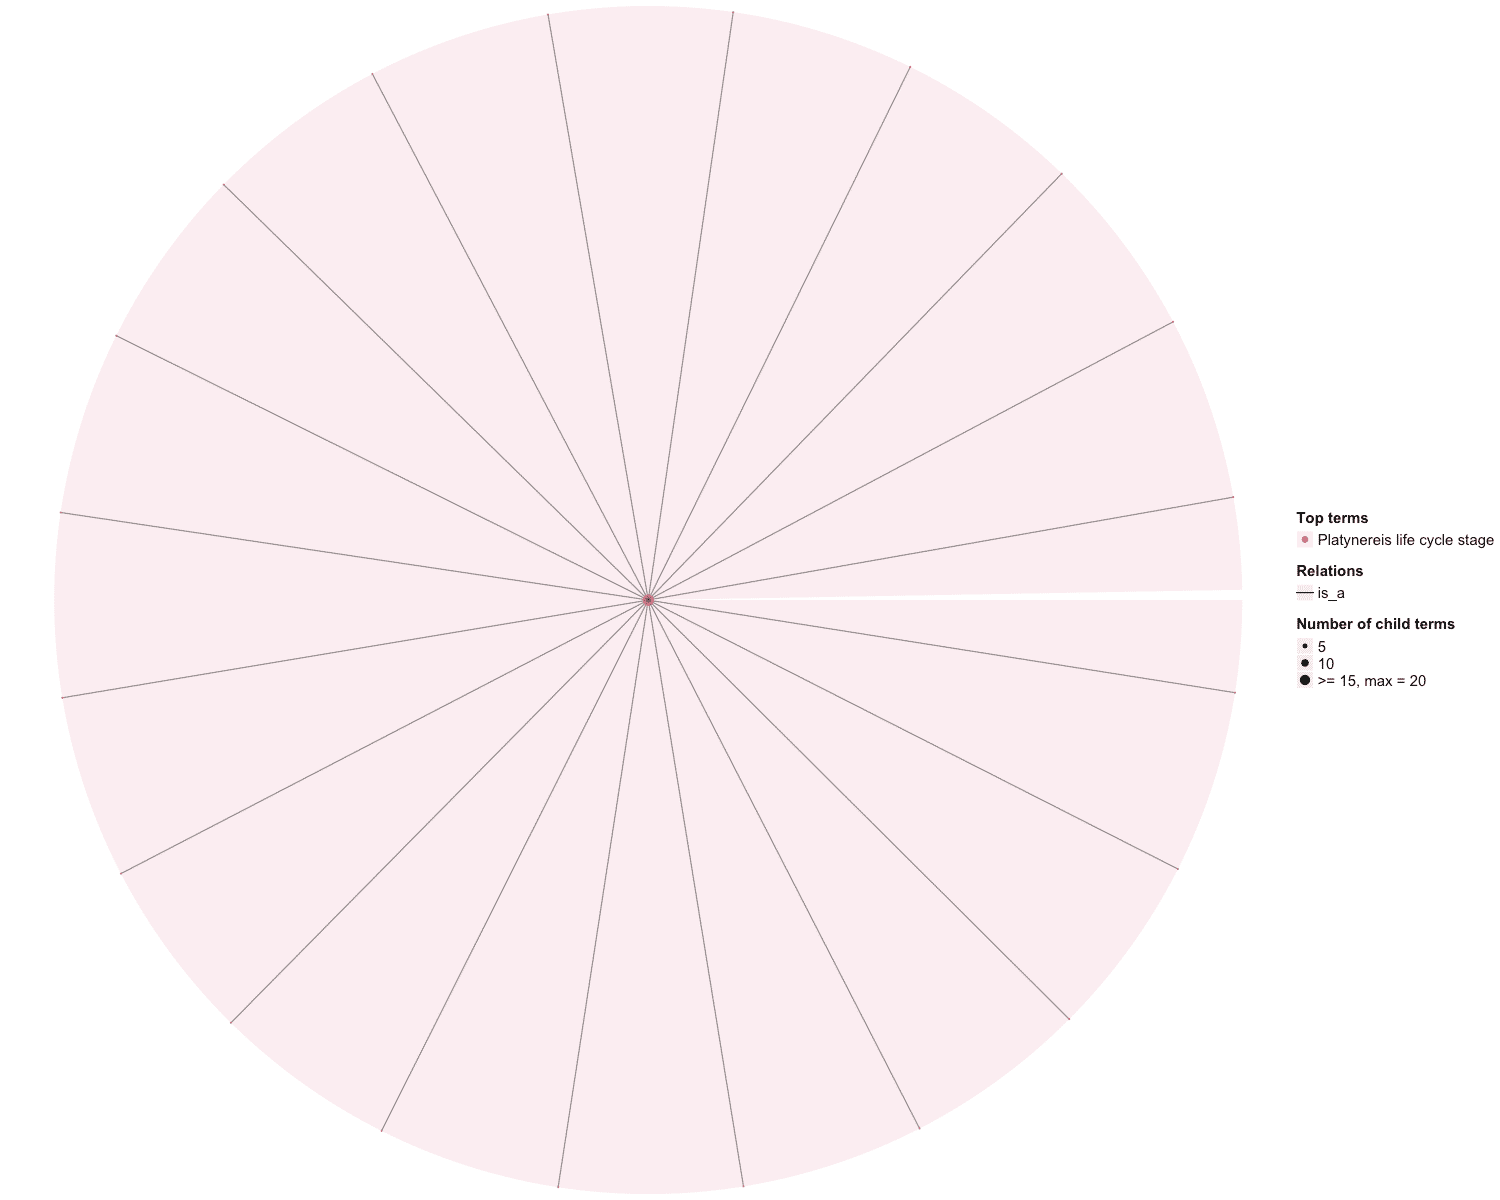 Top terms
Platynereis life cycle stage
Relations
is_a
Number of child terms
5
10
>= 15, max = 20